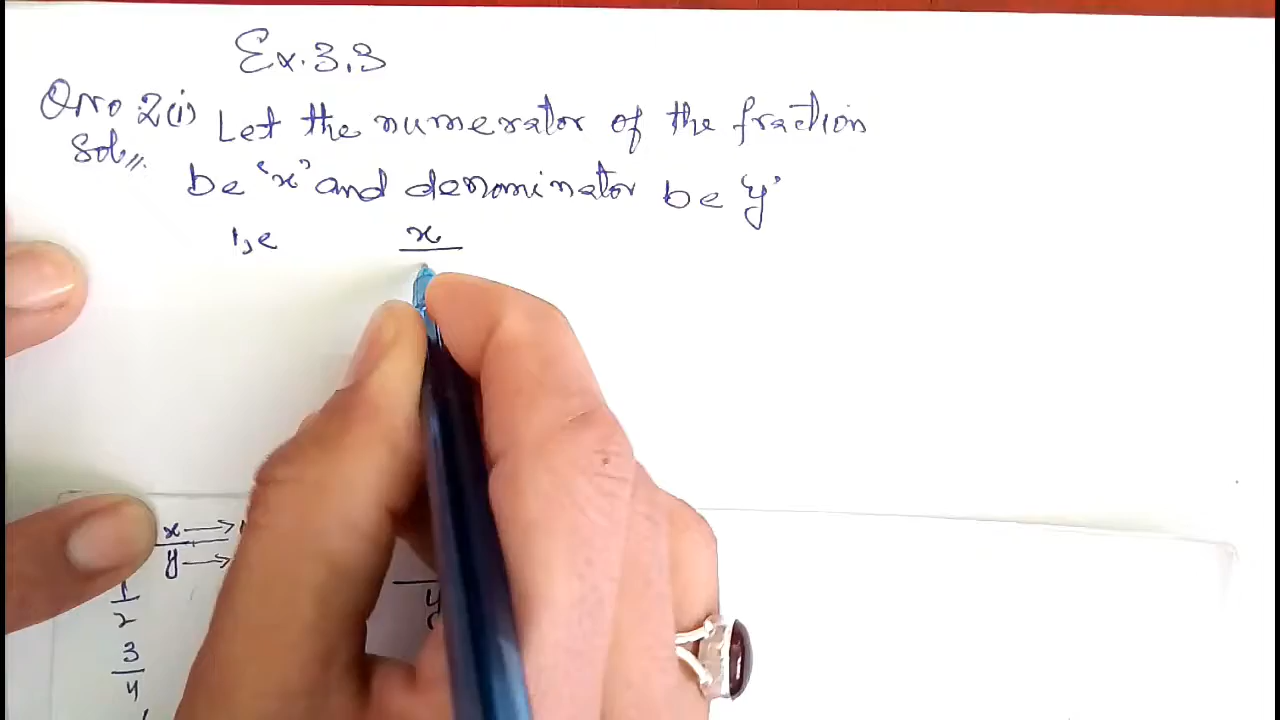 Ex.3.3
Q No 2(i) Let the numerator of the fraction
Sol//.
be 'x' and denominator be 'y'
i,e x
x →
y →
y
1
2
3
4